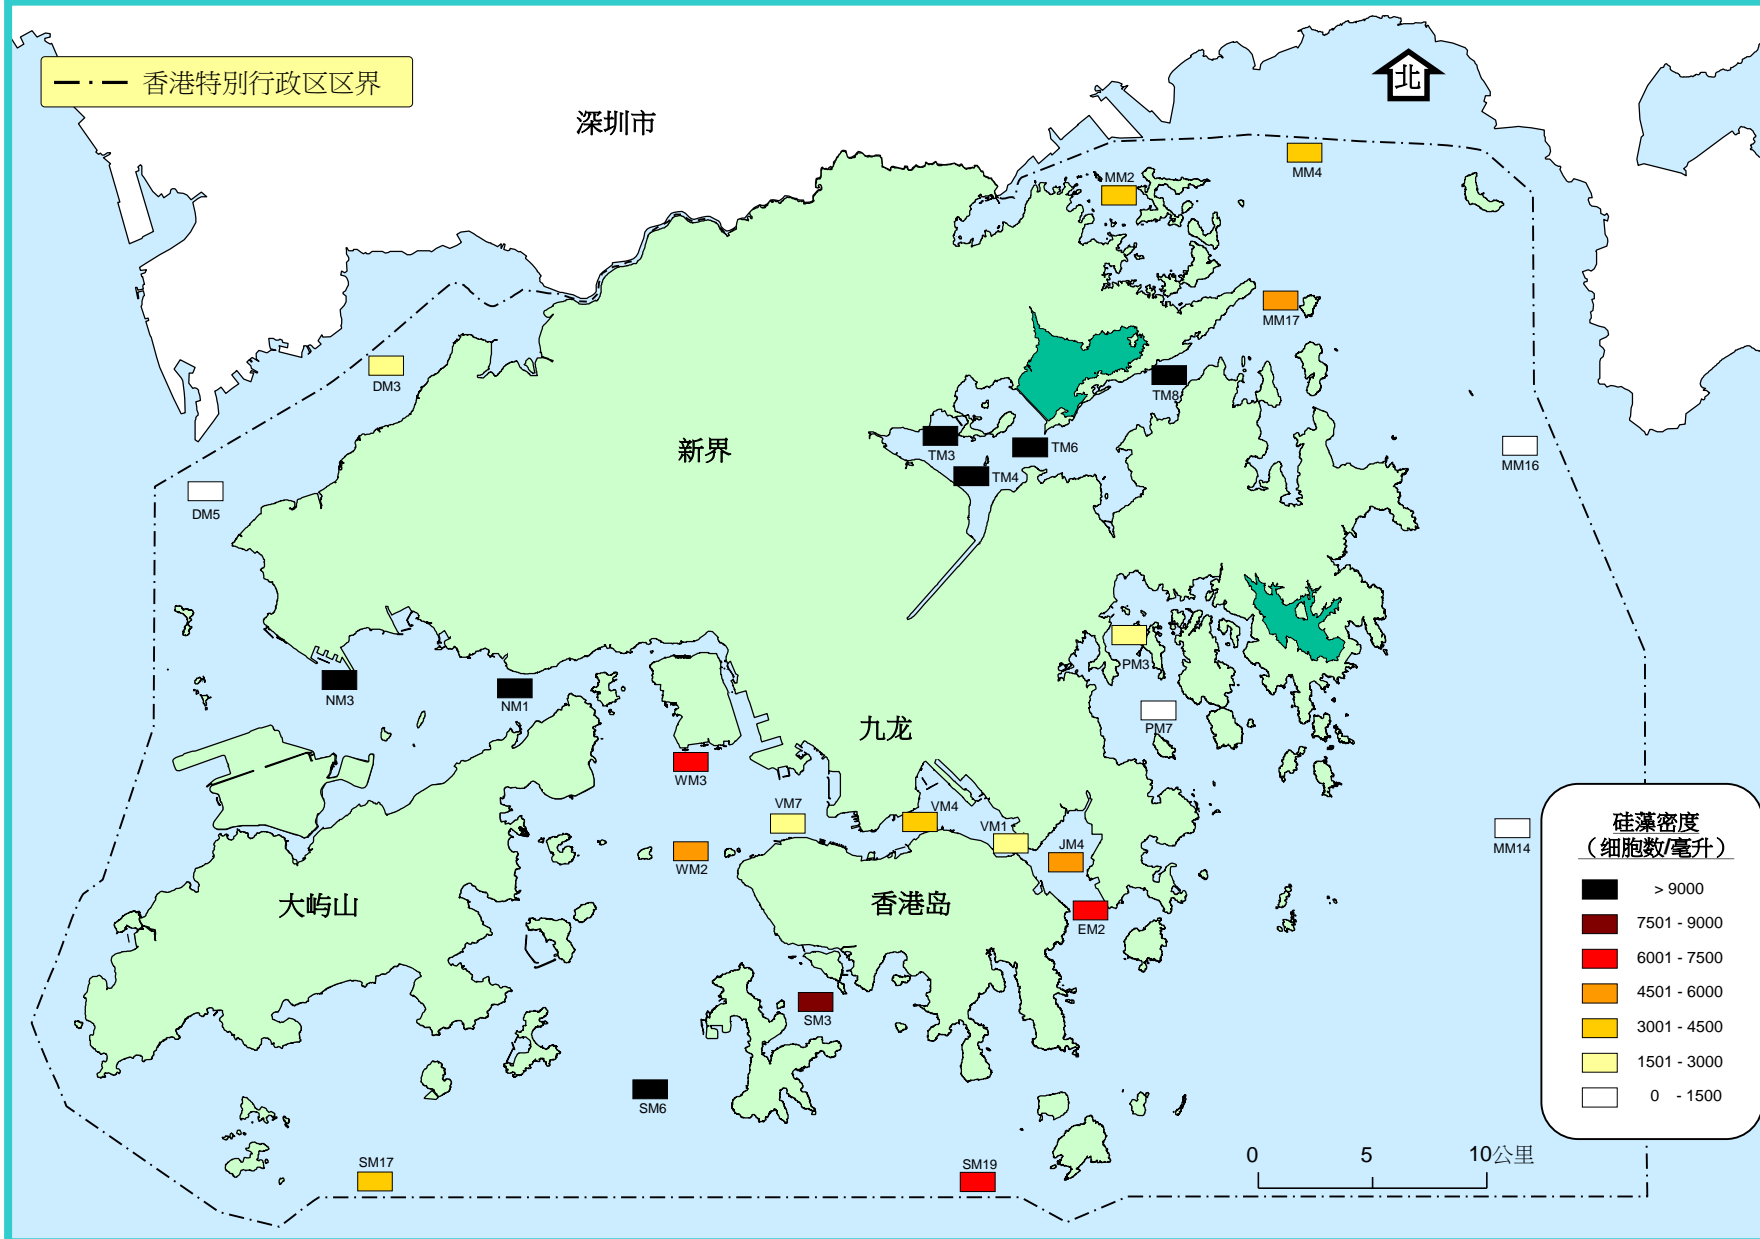 香港特別行政区区界
深圳市
北
MM4
MM2
MM17
DM3
TM8
TM3
TM6
TM4
新界
MM16
DM5
PM3
NM3
NM1
PM7
九龙
WM3
VM7
VM4
VM1
JM4
WM2
MM14
大屿山
香港岛
EM2
SM3
SM6
SM17
SM19
硅藻密度
（细胞数/毫升）
> 9000
7501 - 9000
6001 - 7500
4501 - 6000
3001 - 4500
1501 - 3000
0 - 1500
0 5 10公里